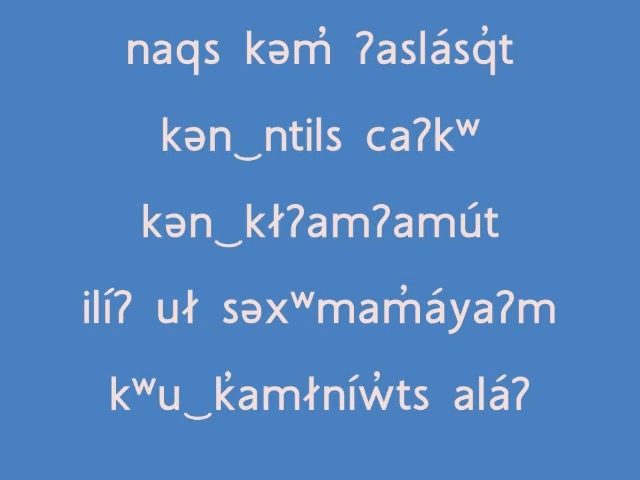 naqs kəm̓ ʔaslásq̓t
kən‿ntils caʔkʷ
kən‿kłʔamʔamút
ilíʔ uł səxʷmam̓áyaʔm
kʷu‿k̓amłníw̓ts aláʔ